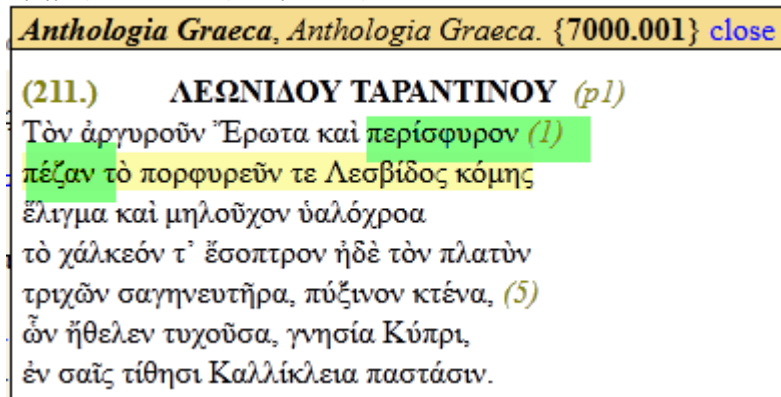 Anthologia Graeca, Anthologia Graeca. {7000.001} close
(211.) ΛΕΩΝΙΔΟΥ ΤΑΡΑΝΤΙΝΟΥ (p1)
Τὸν ἀργυροῦν Ἔρωτα καὶ περίσφυρον (1)
πέζαν τὸ πορφυρεῦν τε Λεσβίδος κόμης
ἕλιγμα καὶ μηλοῦχον ὑαλόχροα
τὸ χάλκεόν τ’ ἔσοπτρον ἠδὲ τὸν πλατὺν
τριχῶν σαγηνευτῆρα, πύξινον κτένα, (5)
ὧν ἤθελεν τυχοῦσα, γνησία Κύπρι,
ἐν σαῖς τίθησι Καλλίκλεια παστάσιν.